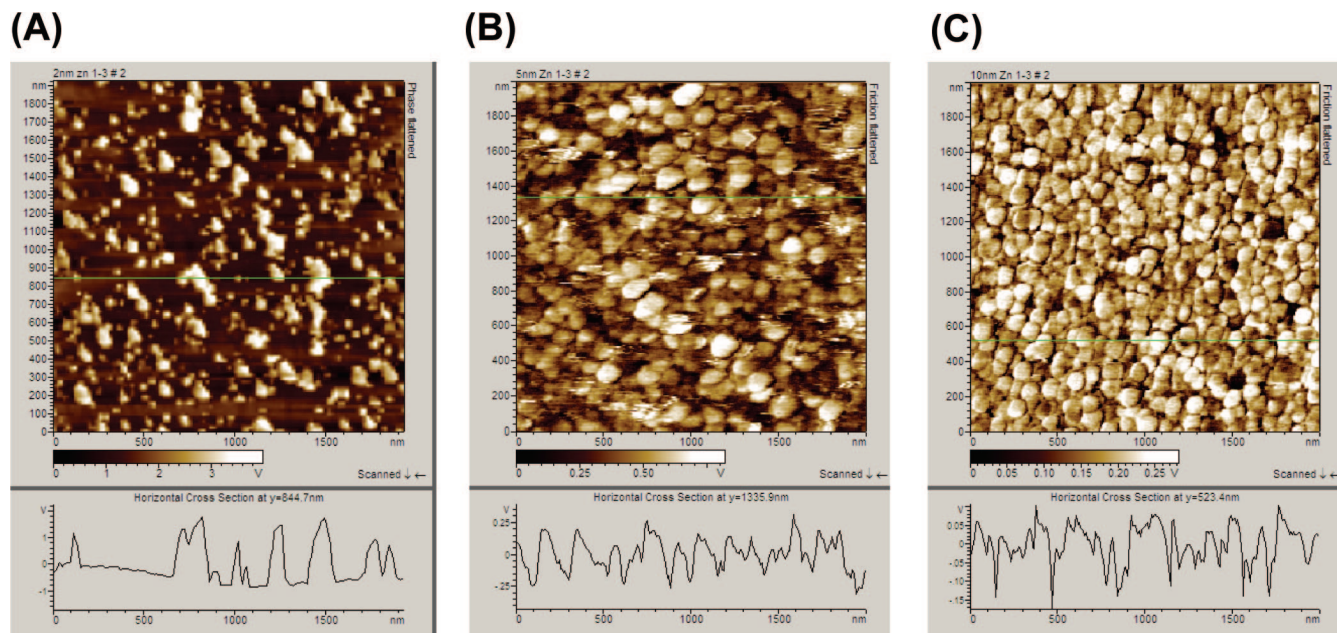 (A)
2nm zn 1-3 # 2
nm
1800
1700
1600
1500
1400
1300
1200
1100
1000
900
800
700
600
500
400
300
200
100
0
Phase flattened
0 500 1000 1500 nm
0 1 2 3 V
Scanned ↓ ←
Horizontal Cross Section at y=844.7nm
V
1
0
-1
0 500 1000 1500 nm
(B)
5nm Zn 1-3 # 2
nm
1800
1600
1400
1200
1000
800
600
400
200
0
Friction flattened
0 500 1000 1500 nm
0 0.25 0.50 V
Scanned ↓ ←
Horizontal Cross Section at y=1335.9nm
V
0.25
0
-.25
0 500 1000 1500 nm
(C)
10nm Zn 1-3 # 2
nm
1800
1600
1400
1200
1000
800
600
400
200
0
Friction flattened
0 500 1000 1500 nm
0 0.05 0.10 0.15 0.20 0.25 V
Scanned ↓ ←
Horizontal Cross Section at y=523.4nm
V
0.05
0
-.05
-.10
-.15
0 500 1000 1500 nm